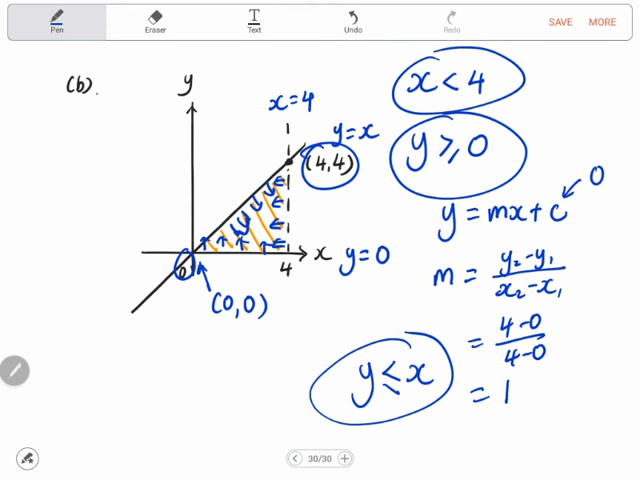 Pen
Eraser
Text
Undo
Redo
SAVE
MORE
(b).
y
x=4
y=x
(4,4)
x<4
y≥0
0
y=mx+c
x
y=0
0
4
(0,0)
m = y₂-y₁ / x₂-x₁
= 4-0 / 4-0
= 1
y≤x
30/30